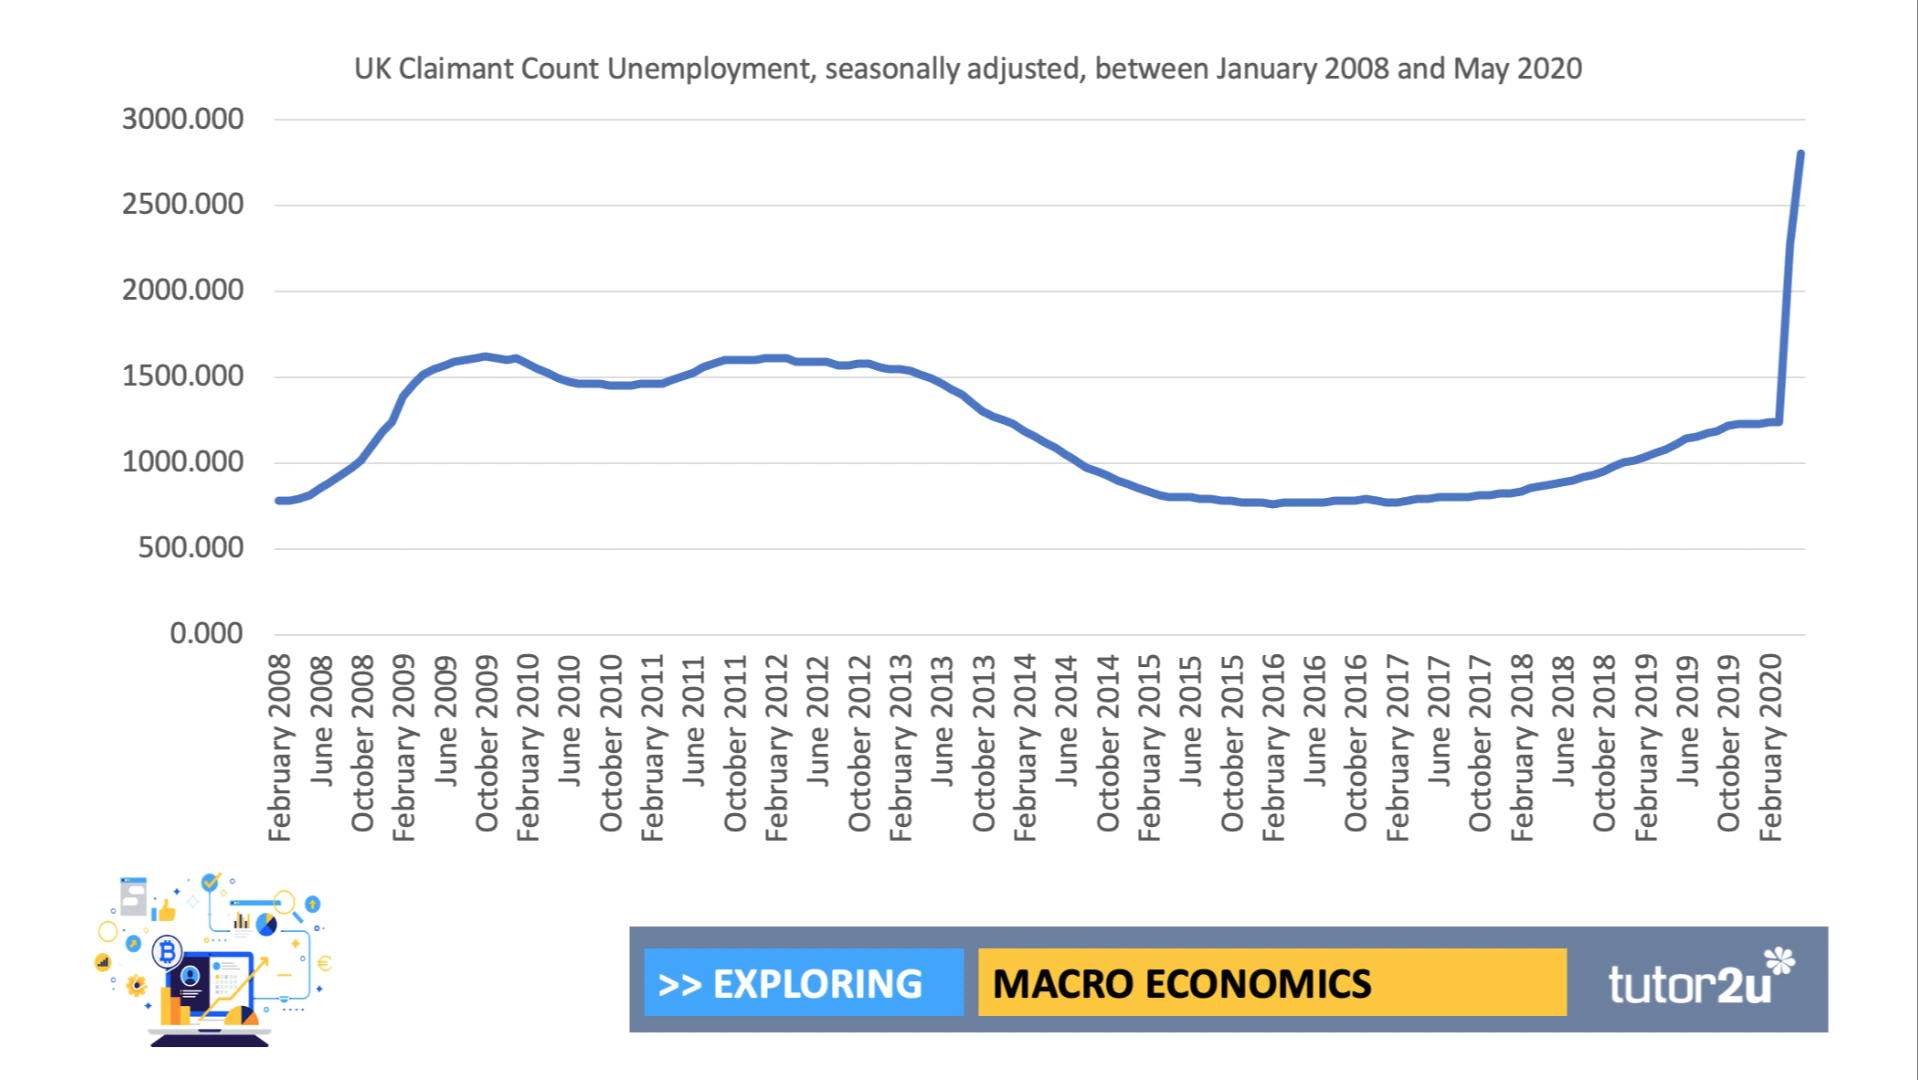 UK Claimant Count Unemployment, seasonally adjusted, between January 2008 and May 2020
3000.000
2500.000
2000.000
1500.000
1000.000
500.000
0.000
February 2008
June 2008
October 2008
February 2009
June 2009
October 2009
February 2010
June 2010
October 2010
February 2011
June 2011
October 2011
February 2012
June 2012
October 2012
February 2013
June 2013
October 2013
February 2014
June 2014
October 2014
February 2015
June 2015
October 2015
February 2016
June 2016
October 2016
February 2017
June 2017
October 2017
February 2018
June 2018
October 2018
February 2019
June 2019
October 2019
February 2020
>> EXPLORING
MACRO ECONOMICS
tutor2u